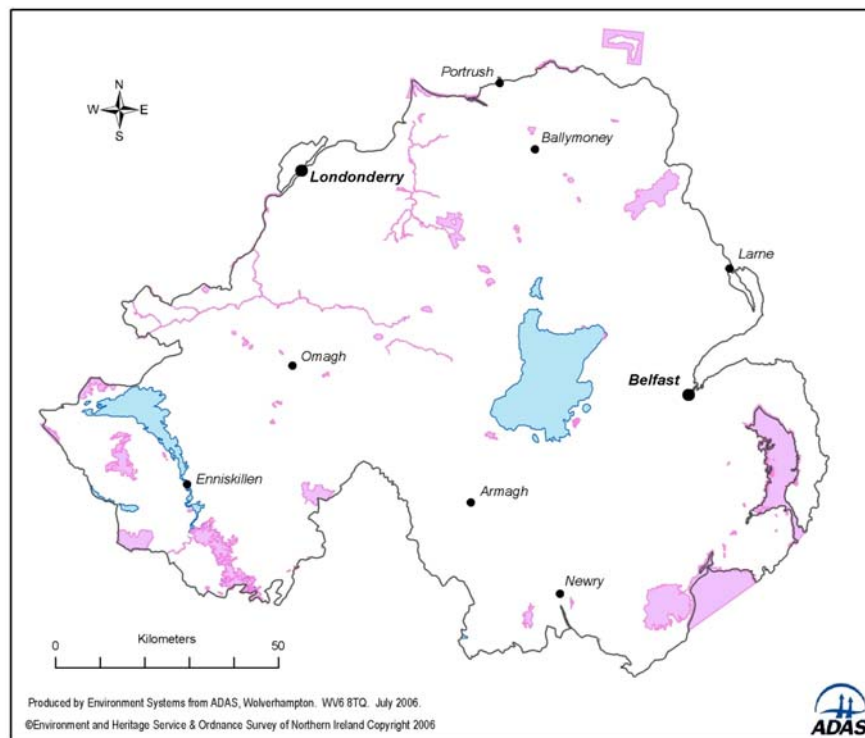 Portrush
N
W E
S
Ballymoney
Londonderry
Larne
Omagh
Belfast
Enniskillen
Armagh
Newry
Kilometers
0 50
Produced by Environment Systems from ADAS, Wolverhampton. WV6 8TQ. July 2006.
©Environment and Heritage Service & Ordnance Survey of Northern Ireland Copyright 2006
ADAS